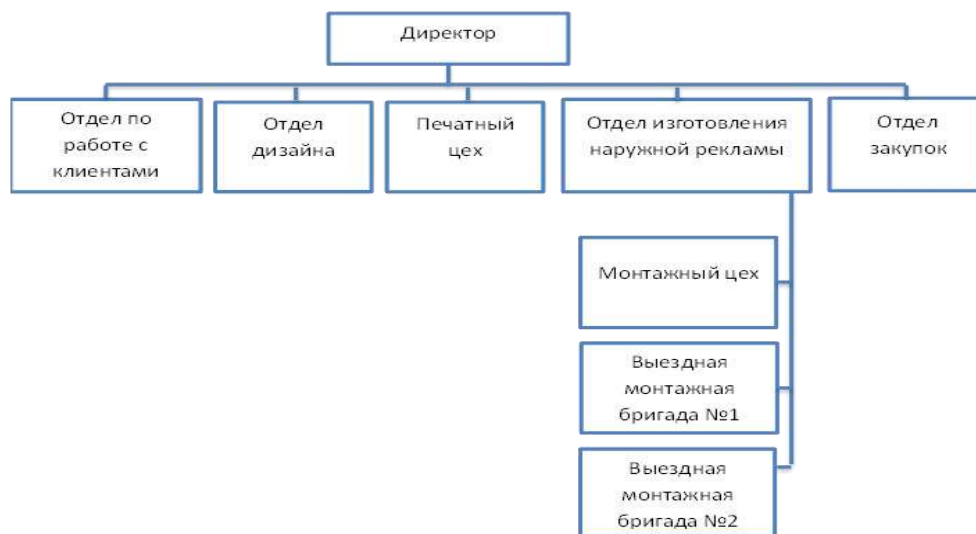 Директор
Отдел по
работе с
клиентами
Отдел
дизайна
Печатный
цех
Отдел изготовления
наружной рекламы
Отдел
закупок
Монтажный цех
Выездная
монтажная
бригада №1
Выездная
монтажная
бригада №2